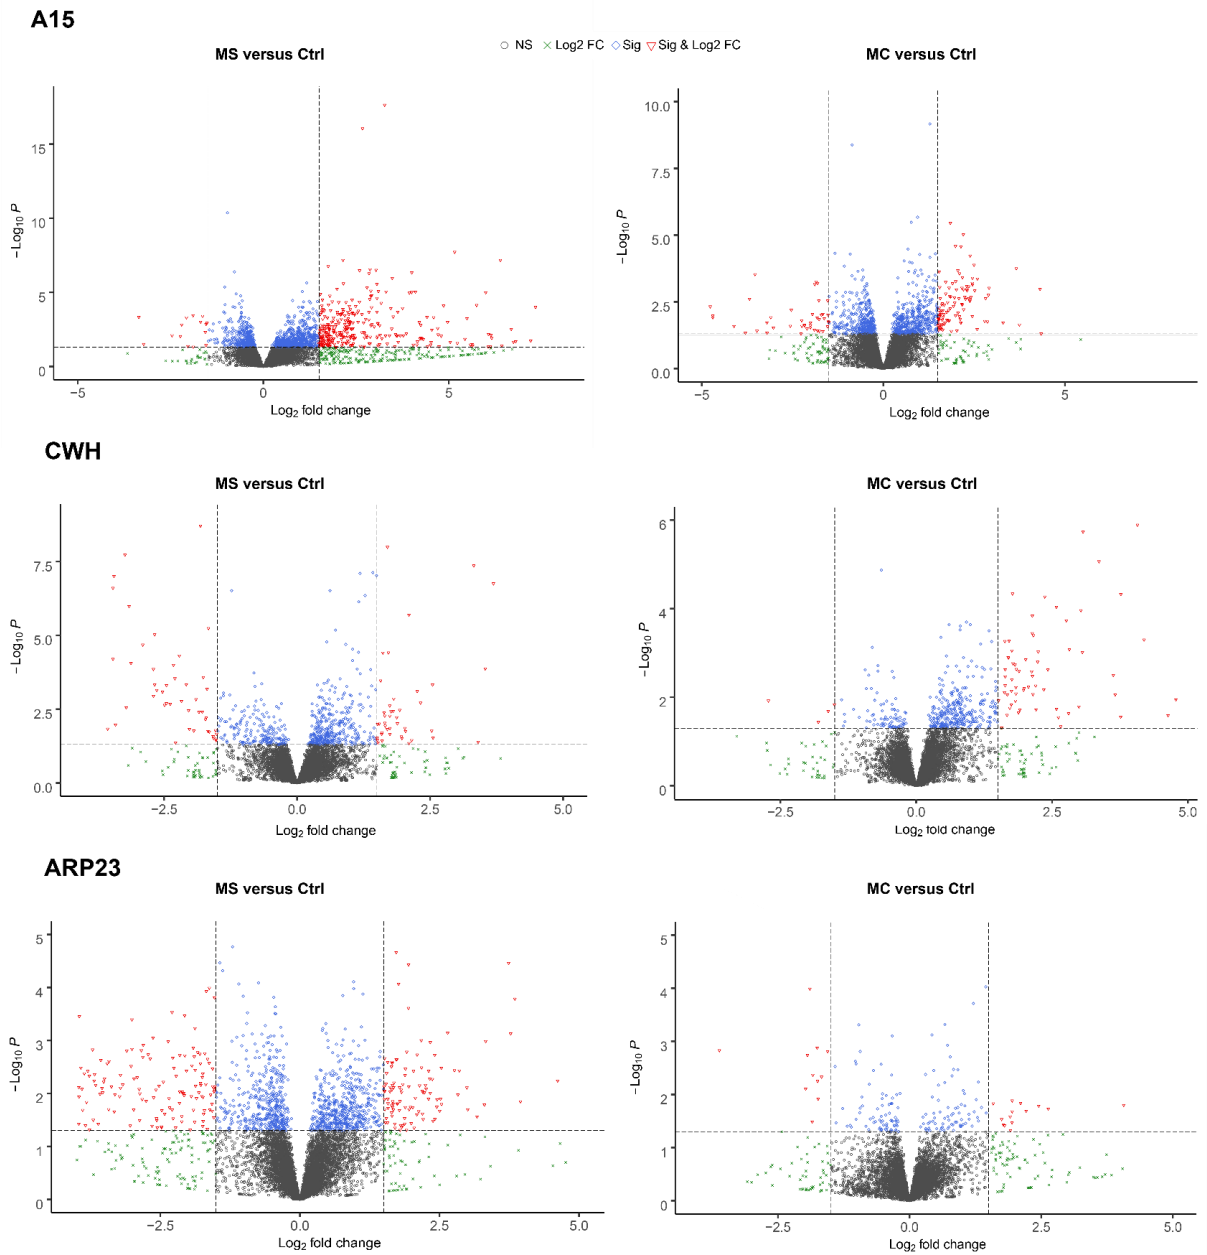 A15
○ NS × Log2 FC ◇ Sig ▽ Sig & Log2 FC
MS versus Ctrl
15
10
5
0
−Log10 P
−5 0 5
Log2 fold change
MC versus Ctrl
10.0
7.5
5.0
2.5
0.0
−Log10 P
−5 0 5
Log2 fold change
CWH
MS versus Ctrl
7.5
5.0
2.5
0.0
−Log10 P
−2.5 0.0 2.5 5.0
Log2 fold change
MC versus Ctrl
6
4
2
0
−Log10 P
−2.5 0.0 2.5 5.0
Log2 fold change
ARP23
MS versus Ctrl
5
4
3
2
1
0
−Log10 P
−2.5 0.0 2.5 5.0
Log2 fold change
MC versus Ctrl
5
4
3
2
1
0
−Log10 P
−2.5 0.0 2.5 5.0
Log2 fold change